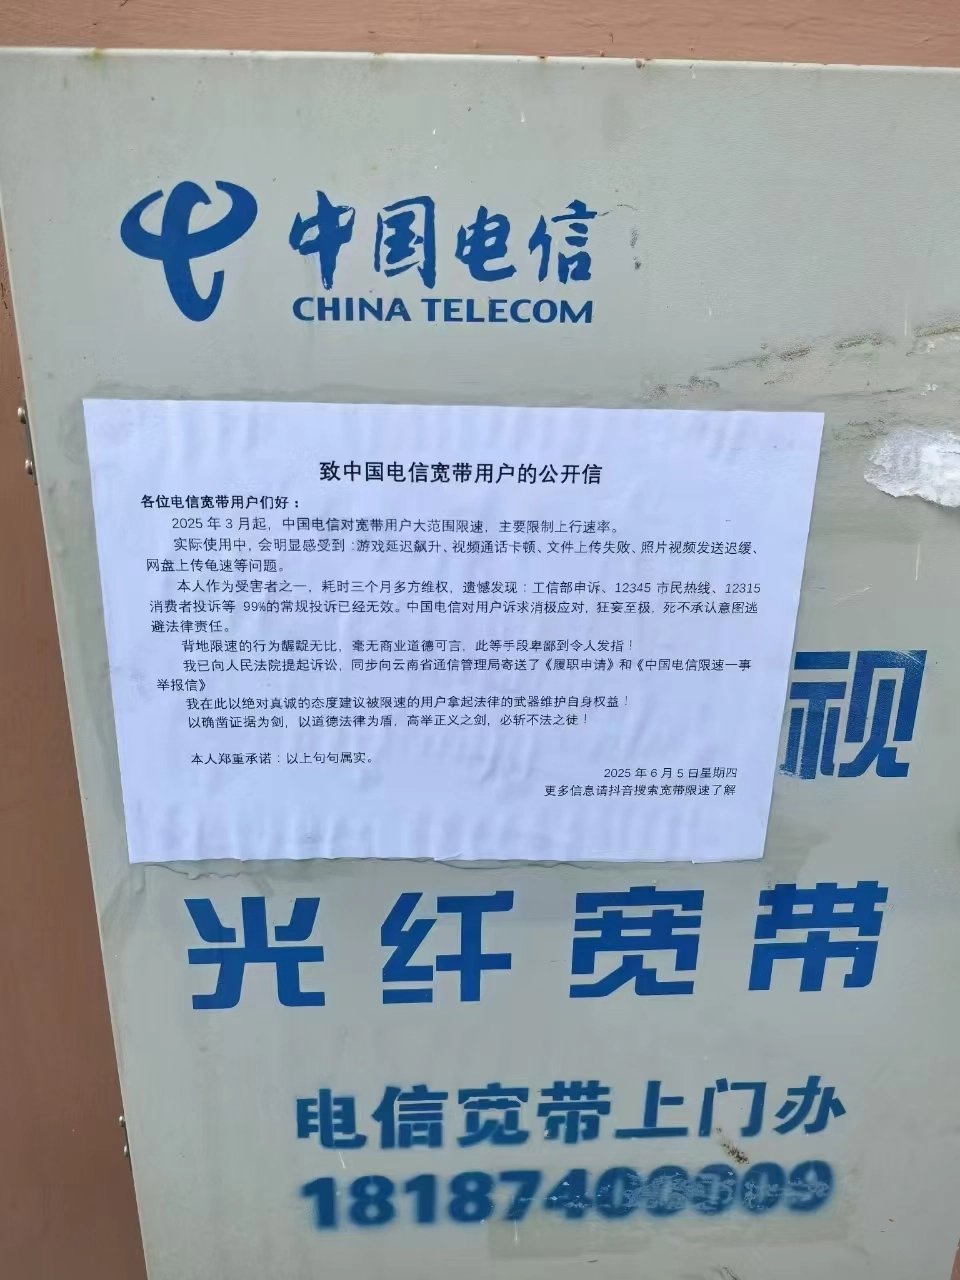 中国电信
CHINA TELECOM
致中国电信宽带用户的公开信
各位电信宽带用户们好：
2025年3月起，中国电信对宽带用户大范围限速，主要限制上行速率。
实际使用中，会明显感受到：游戏延迟飙升、视频通话卡顿、文件上传失败、照片视频发送迟缓、
网盘上传龟速等问题。
本人作为受害者之一，耗时三个月多方维权，遗憾发现：工信部申诉、12345 市民热线、12315
消费者投诉等 99%的常规投诉已经无效。中国电信对用户诉求消极应对，狂妄至极，死不承认意图逃
避法律责任。
背地限速的行为龌龊无比，毫无商业道德可言，此等手段卑鄙到令人发指！
我已向人民法院提起诉讼，同步向云南省通信管理局寄送了《履职申请》和《中国电信限速一事
举报信》
我在此以绝对真诚的态度建议被限速的用户拿起法律的武器维护自身权益！
以确凿证据为剑，以道德法律为盾，高举正义之剑，必斩不法之徒！
本人郑重承诺：以上句句属实。
2025年6月5日星期四
更多信息请抖音搜索宽带限速了解
视
光纤宽带
电信宽带上门办